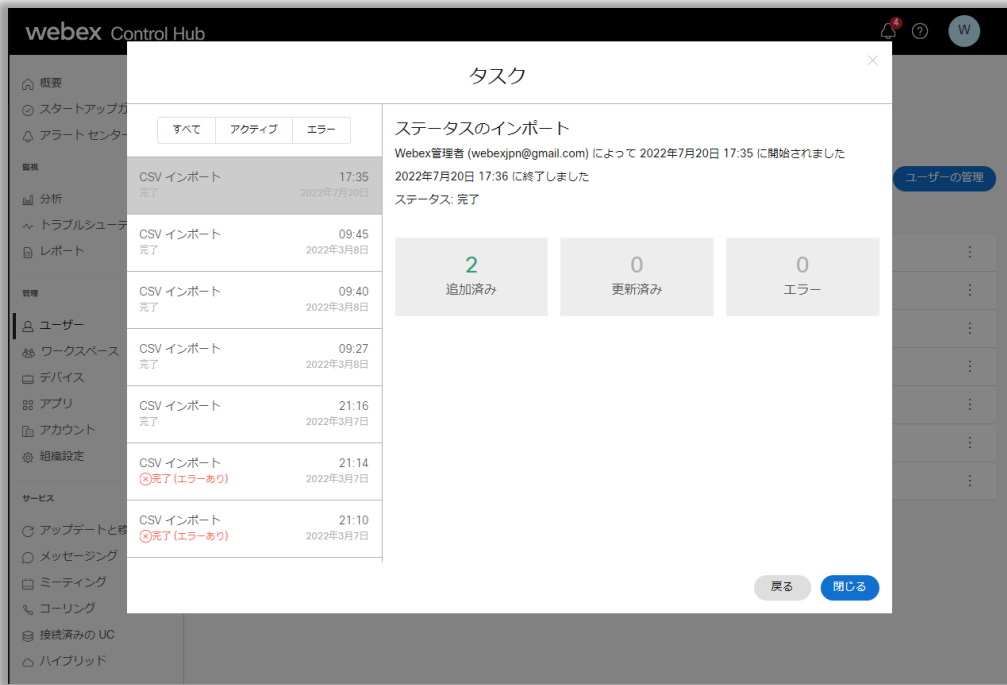 webex Control Hub
4
?
W
概要
スタートアップガ
アラート センター
監視
分析
トラブルシューテ
レポート
管理
ユーザー
ワークスペース
デバイス
アプリ
アカウント
組織設定
サービス
アップデートと移
メッセージング
ミーティング
コーリング
接続済みの UC
ハイブリッド
ユーザーの管理
タスク
すべて アクティブ エラー
CSV インポート 17:35
完了 2022年7月20日
CSV インポート 09:45
完了 2022年3月8日
CSV インポート 09:40
完了 2022年3月8日
CSV インポート 09:27
完了 2022年3月8日
CSV インポート 21:16
完了 2022年3月7日
CSV インポート 21:14
完了 (エラーあり) 2022年3月7日
CSV インポート 21:10
完了 (エラーあり) 2022年3月7日
ステータスのインポート
Webex管理者 (webexjpn@gmail.com) によって 2022年7月20日 17:35 に開始されました
2022年7月20日 17:36 に終了しました
ステータス: 完了
2 0 0
追加済み 更新済み エラー
戻る 閉じる